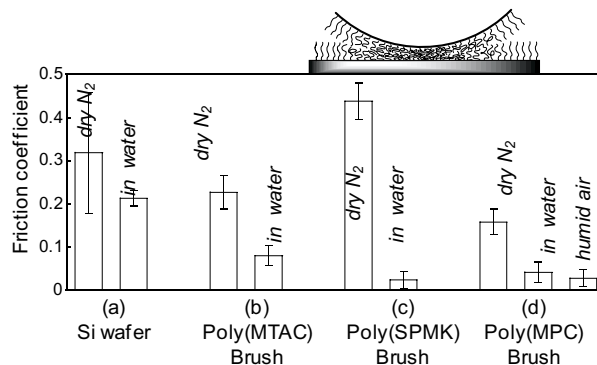 Friction coefficient
0.5
0.4
0.3
0.2
0.1
0
dry N2
in water
dry N2
in water
dry N2
in water
dry N2
in water
humid air
(a)
Si wafer
(b)
Poly(MTAC)
Brush
(c)
Poly(SPMK)
Brush
(d)
Poly(MPC)
Brush